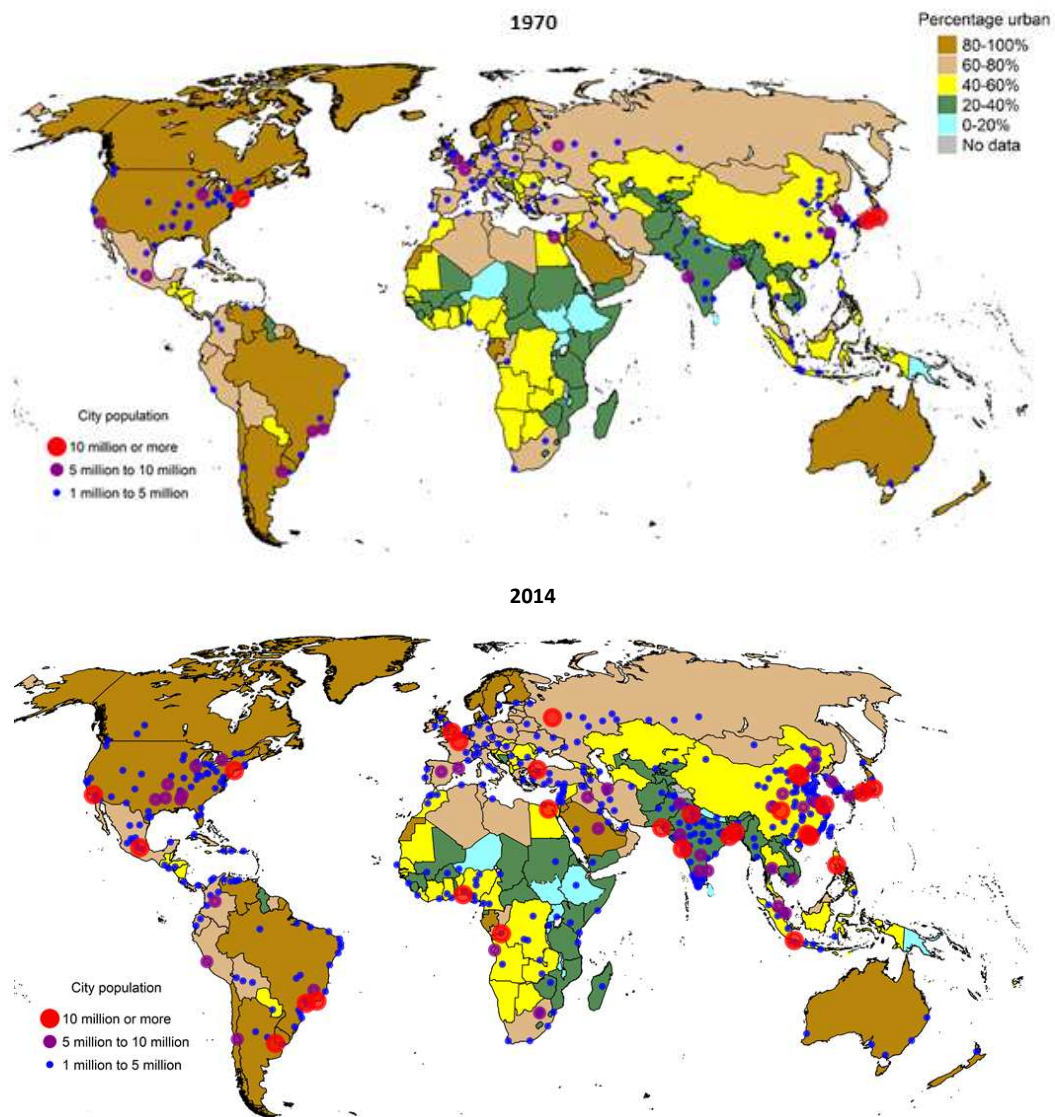 1970
Percentage urban
80-100%
60-80%
40-60%
20-40%
0-20%
No data
City population
10 million or more
5 million to 10 million
1 million to 5 million
2014
City population
10 million or more
5 million to 10 million
1 million to 5 million